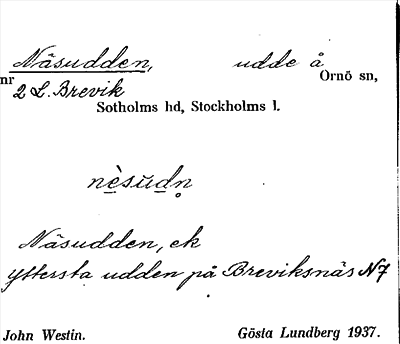 Näsudden, udde å
nr Ornö sn,
2 L. Brevik
Sotholms hd, Stockholms l.
nèsŭdn̥
Näsudden, ek
yttersta udden på Breviksnäs N7
John Westin. Gösta Lundberg 1937.